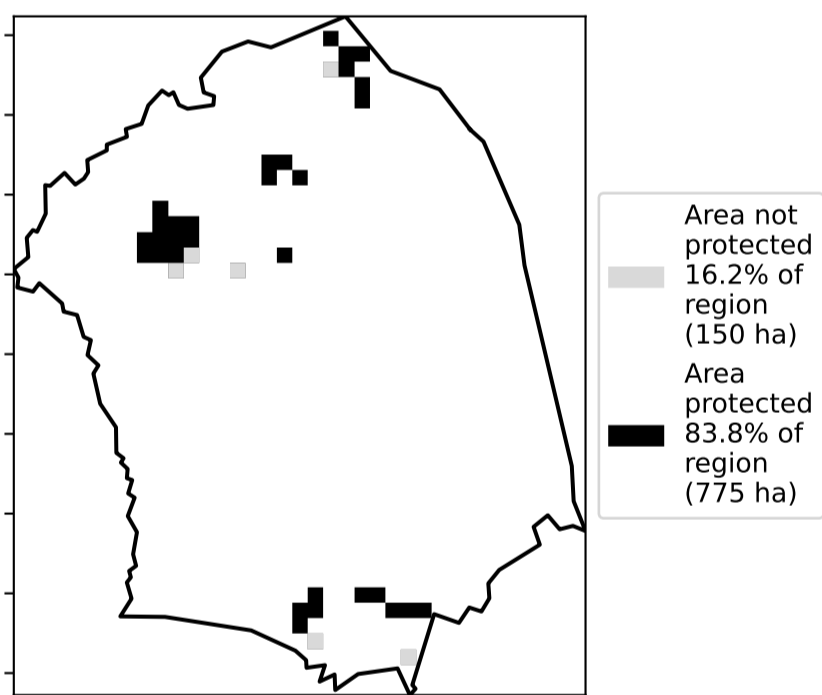 Area not
protected
16.2% of
region
(150 ha)
Area
protected
83.8% of
region
(775 ha)